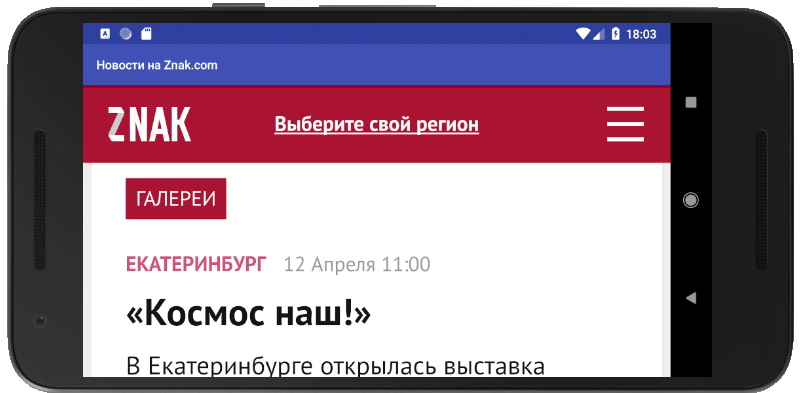 18:03
Новости на Znak.com
ZNAK Выберите свой регион
ГАЛЕРЕИ
ЕКАТЕРИНБУРГ 12 Апреля 11:00
«Космос наш!»
В Екатеринбурге открылась выставка